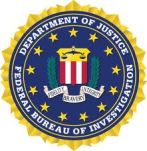 DEPARTMENT OF JUSTICE
FIDELITY BRAVERY INTEGRITY
FEDERAL BUREAU OF INVESTIGATION